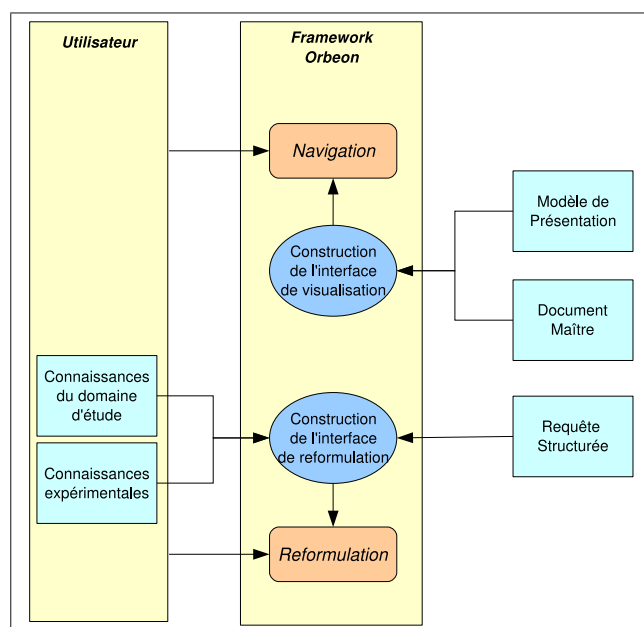 Utilisateur
Framework
Orbeon
Navigation
Construction
de l'interface
de visualisation
Modèle de
Présentation
Document
Maître
Connaissances
du domaine
d'étude
Connaissances
expérimentales
Construction
de l'interface
de reformulation
Requête
Structurée
Reformulation